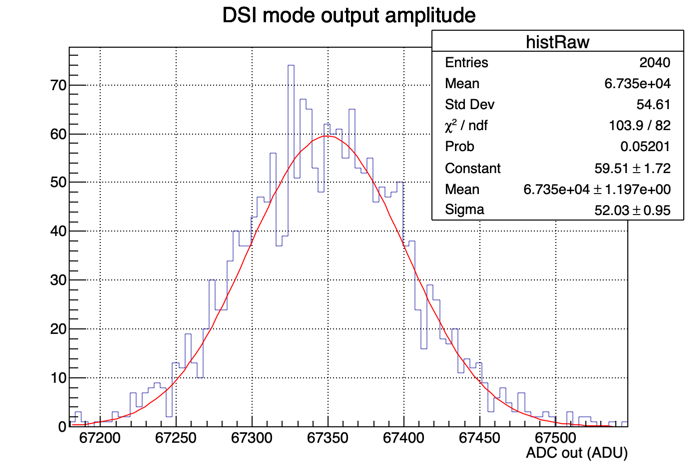 DSI mode output amplitude
histRaw
Entries 2040
Mean 6.735e+04
Std Dev 54.61
χ² / ndf 103.9 / 82
Prob 0.05201
Constant 59.51 ± 1.72
Mean 6.735e+04 ± 1.197e+00
Sigma 52.03 ± 0.95
70
60
50
40
30
20
10
0
67200 67250 67300 67350 67400 67450 67500
ADC out (ADU)